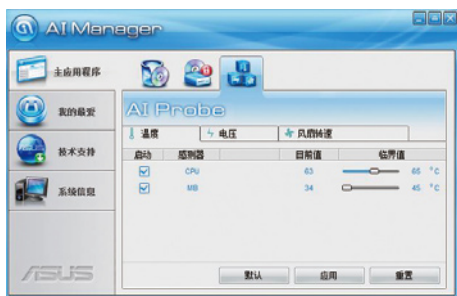 AI Manager
主应用程序
我的最爱
技术支持
系统信息
ASUS
AI Probe
温度 电压 风扇转速
启动 感测器 目前值 临界值
CPU 63 65 °C
MB 34 45 °C
默认 应用 重置